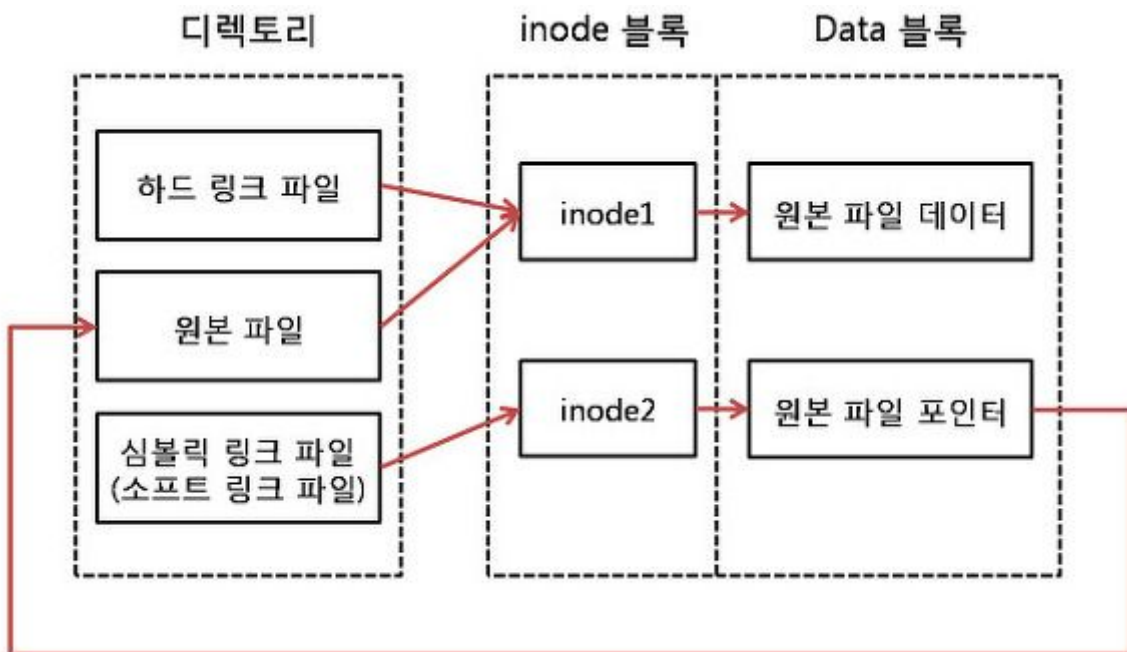 디렉토리
inode 블록
Data 블록
하드 링크 파일
inode1
원본 파일 데이터
원본 파일
inode2
원본 파일 포인터
심볼릭 링크 파일
(소프트 링크 파일)